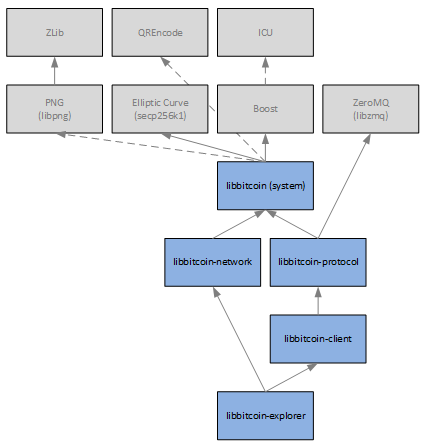 ZLib
QREncode
ICU
PNG
(libpng)
Elliptic Curve
(secp256k1)
Boost
ZeroMQ
(libzmq)
libbitcoin (system)
libbitcoin-network
libbitcoin-protocol
libbitcoin-client
libbitcoin-explorer